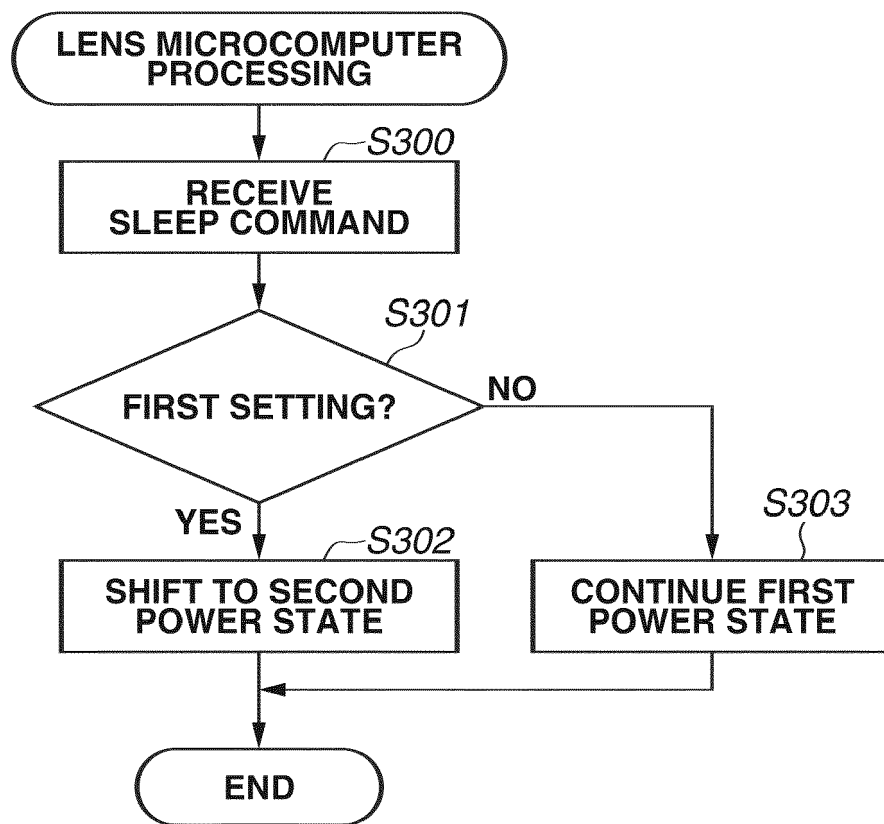 LENS MICROCOMPUTER
PROCESSING
S300
RECEIVE
SLEEP COMMAND
S301
FIRST SETTING?
NO
YES
S302
SHIFT TO SECOND
POWER STATE
S303
CONTINUE FIRST
POWER STATE
END